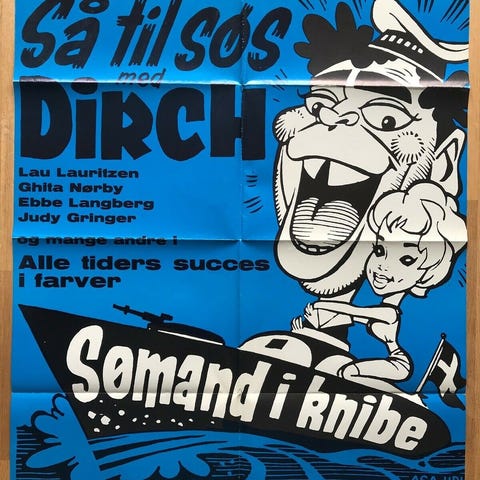 Så til søs
med
DiRCH
Lau Lauritzen
Ghita Nørby
Ebbe Langberg
Judy Gringer
og mange andre i
Alle tiders succes
i farver
Sømand i knibe